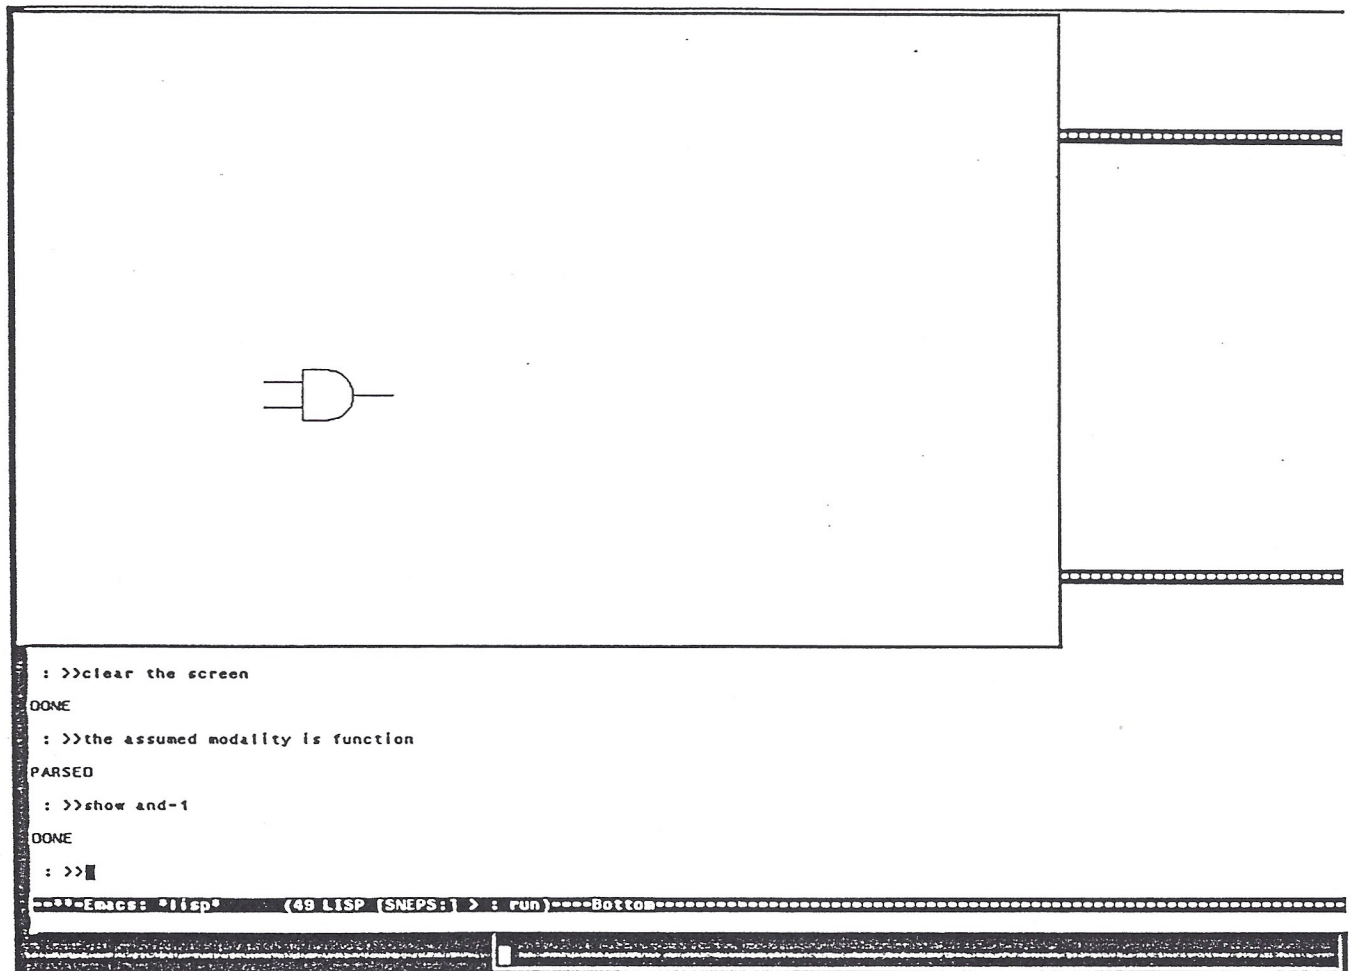 : >>clear the screen
DONE
: >>the assumed modality is function
PARSED
: >>show and-1
DONE
: >>
--**-Emacs: *lisp* (49 LISP [SNEPS:] > : run)----Bottom--------------------------------------------------------